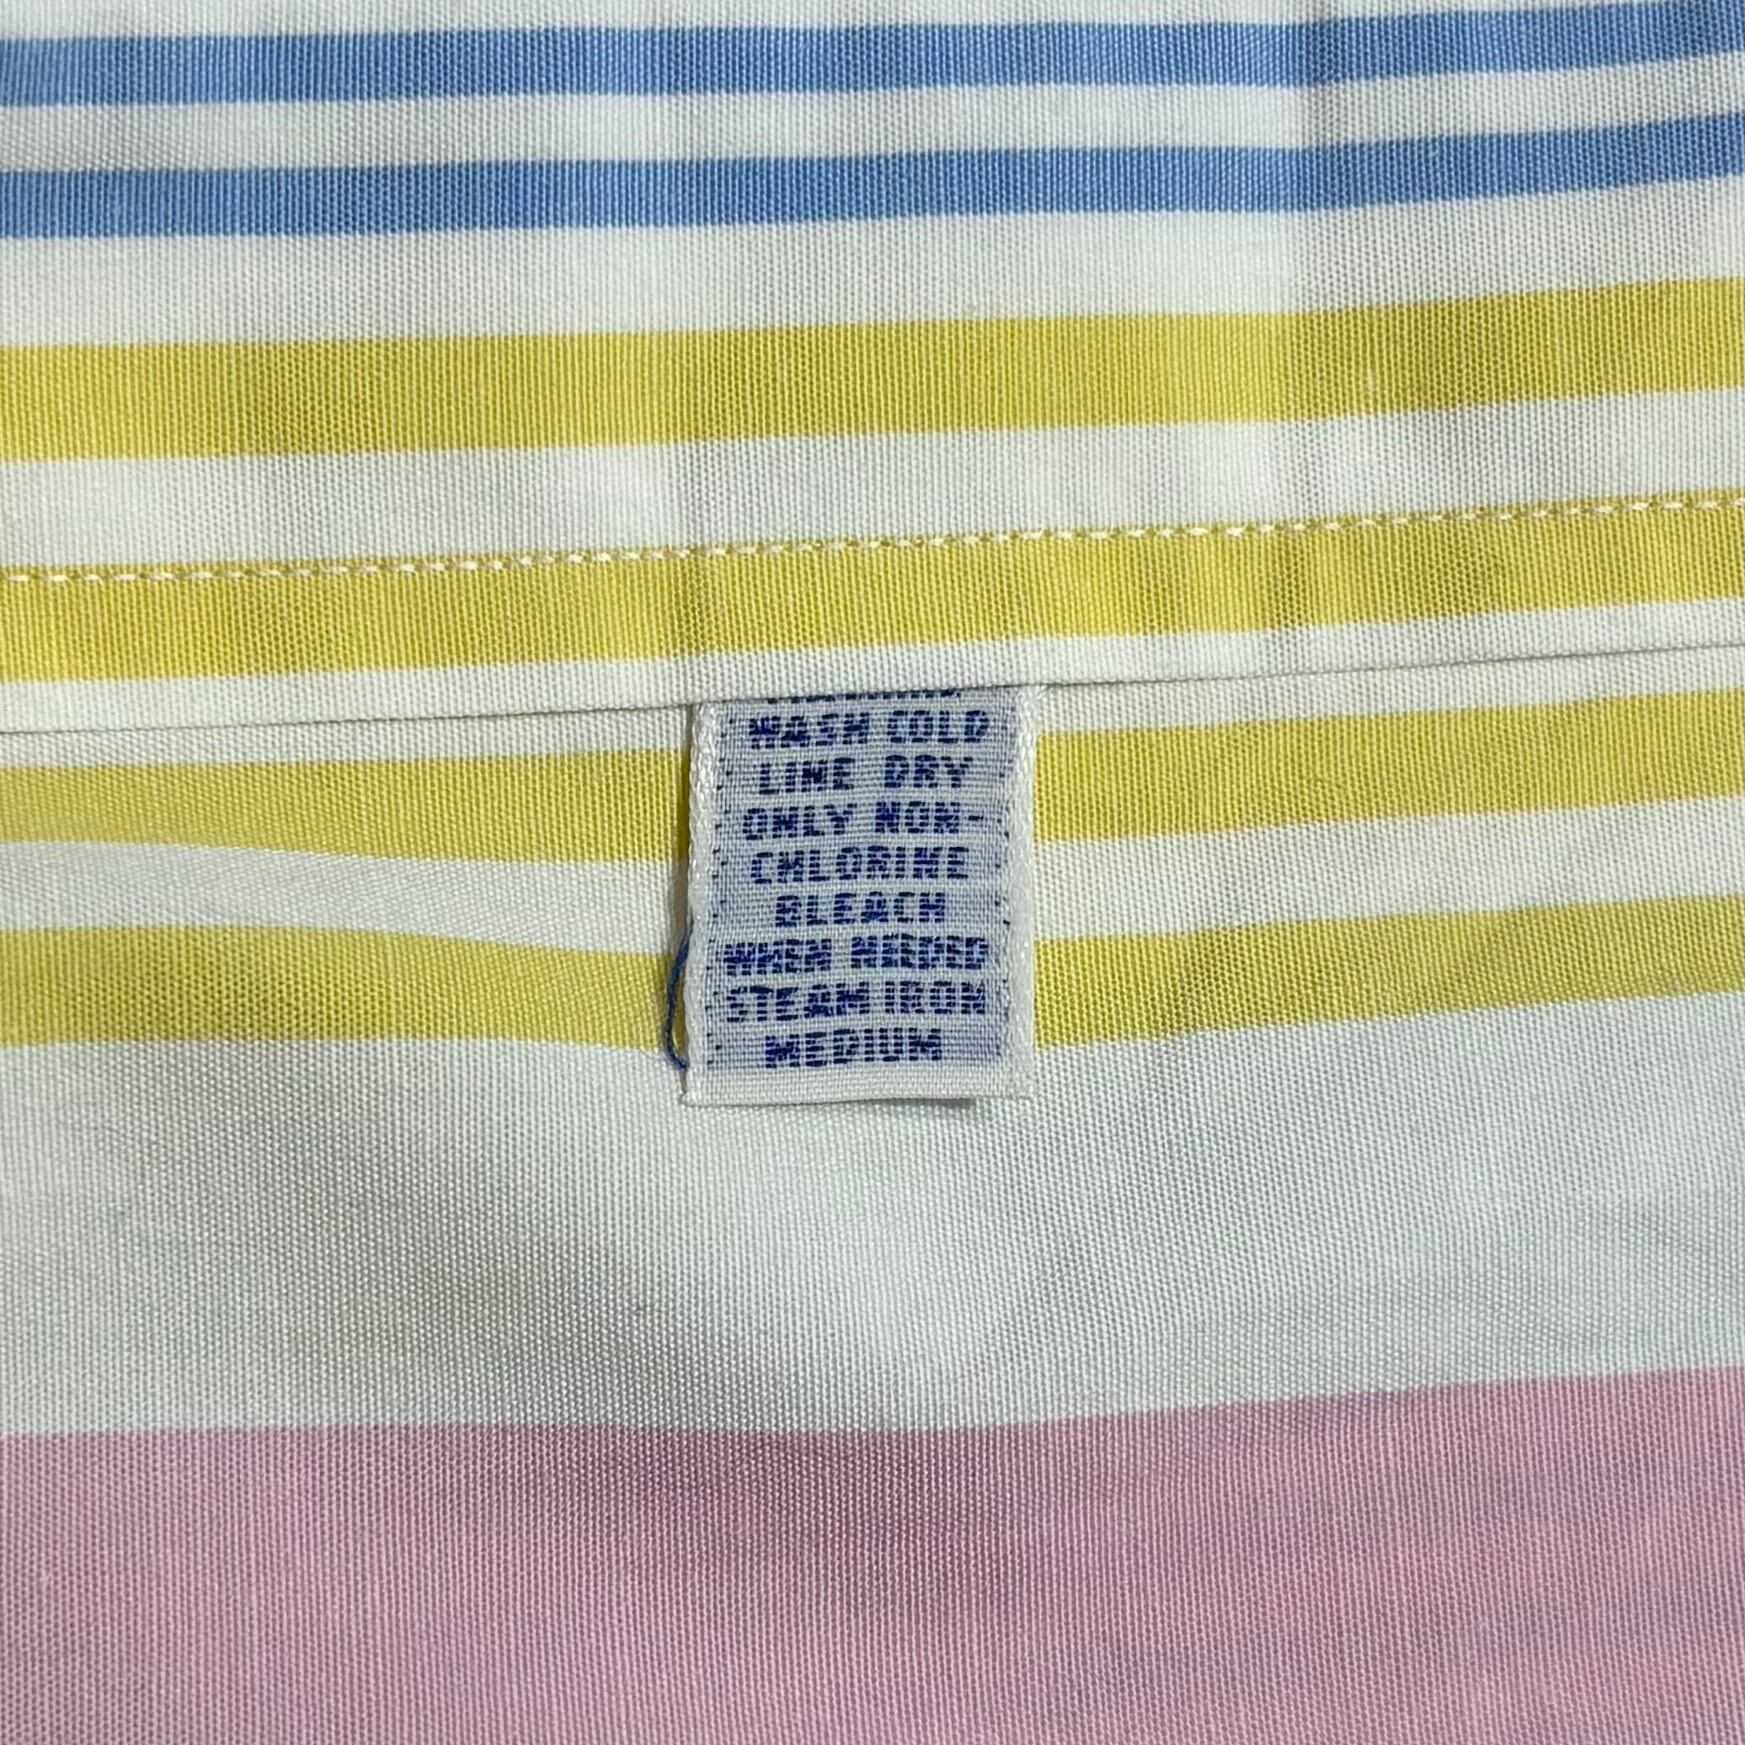 WASH COLD
LINE DRY
ONLY NON-
CHLORINE
BLEACH
WHEN NEEDED
STEAM IRON
MEDIUM